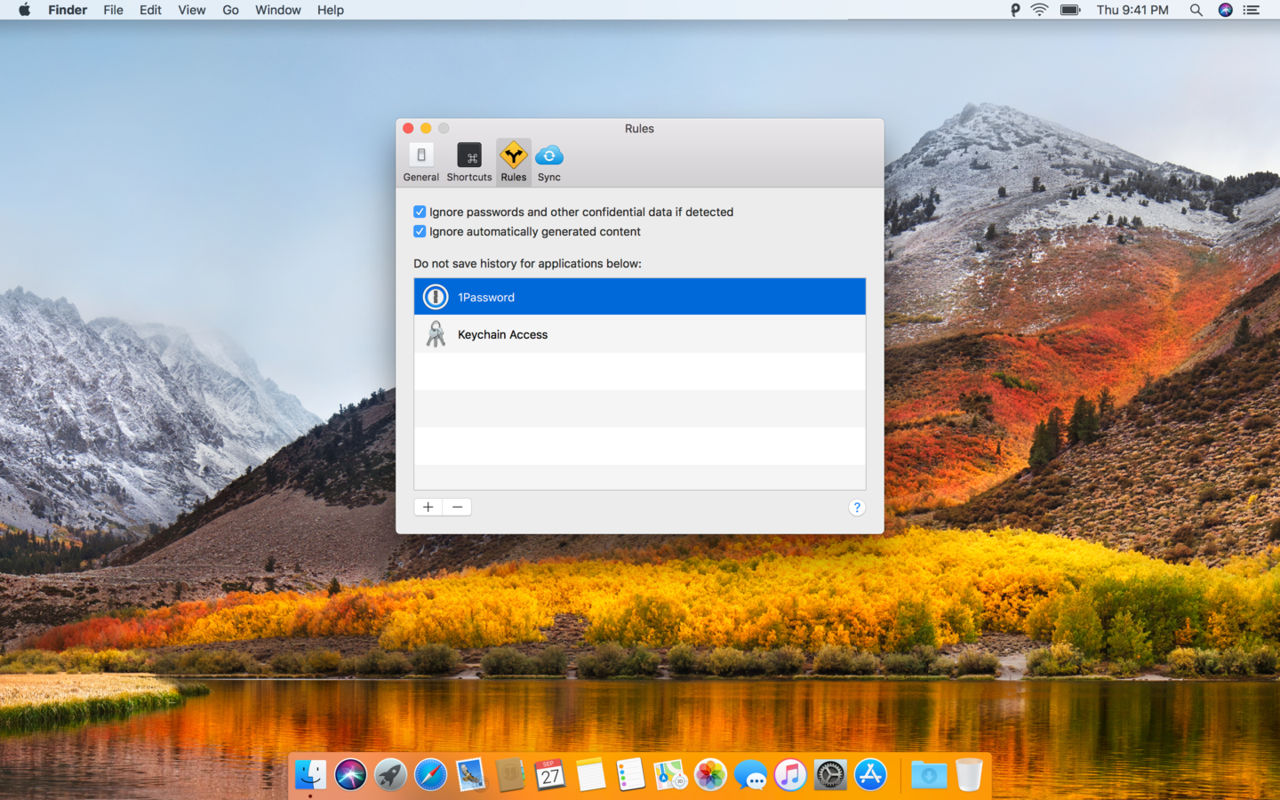 Finder File Edit View Go Window Help Thu 9:41 PM
Rules
General Shortcuts Rules Sync
Ignore passwords and other confidential data if detected
Ignore automatically generated content
Do not save history for applications below:
1Password
Keychain Access
+ − ?
SEP
27